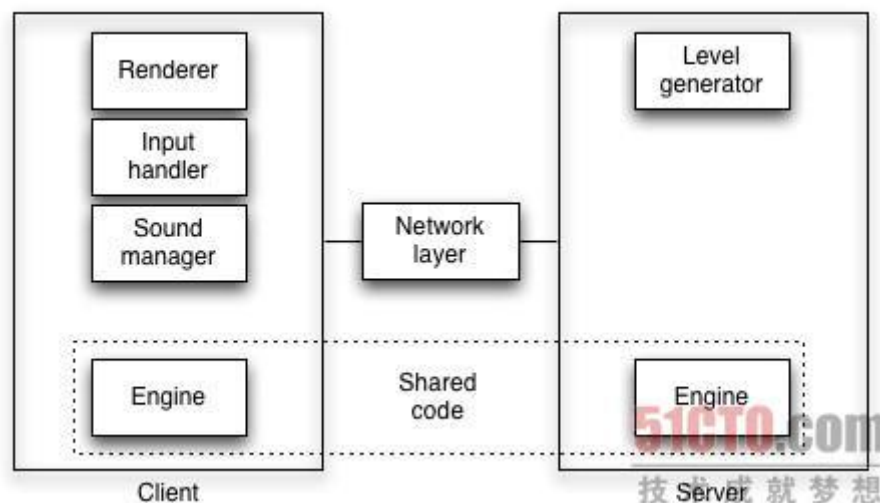 Renderer
Input
handler
Sound
manager
Engine
Client
Network
layer
Shared
code
Level
generator
Engine
Server
51CTO.com
技术成就梦想